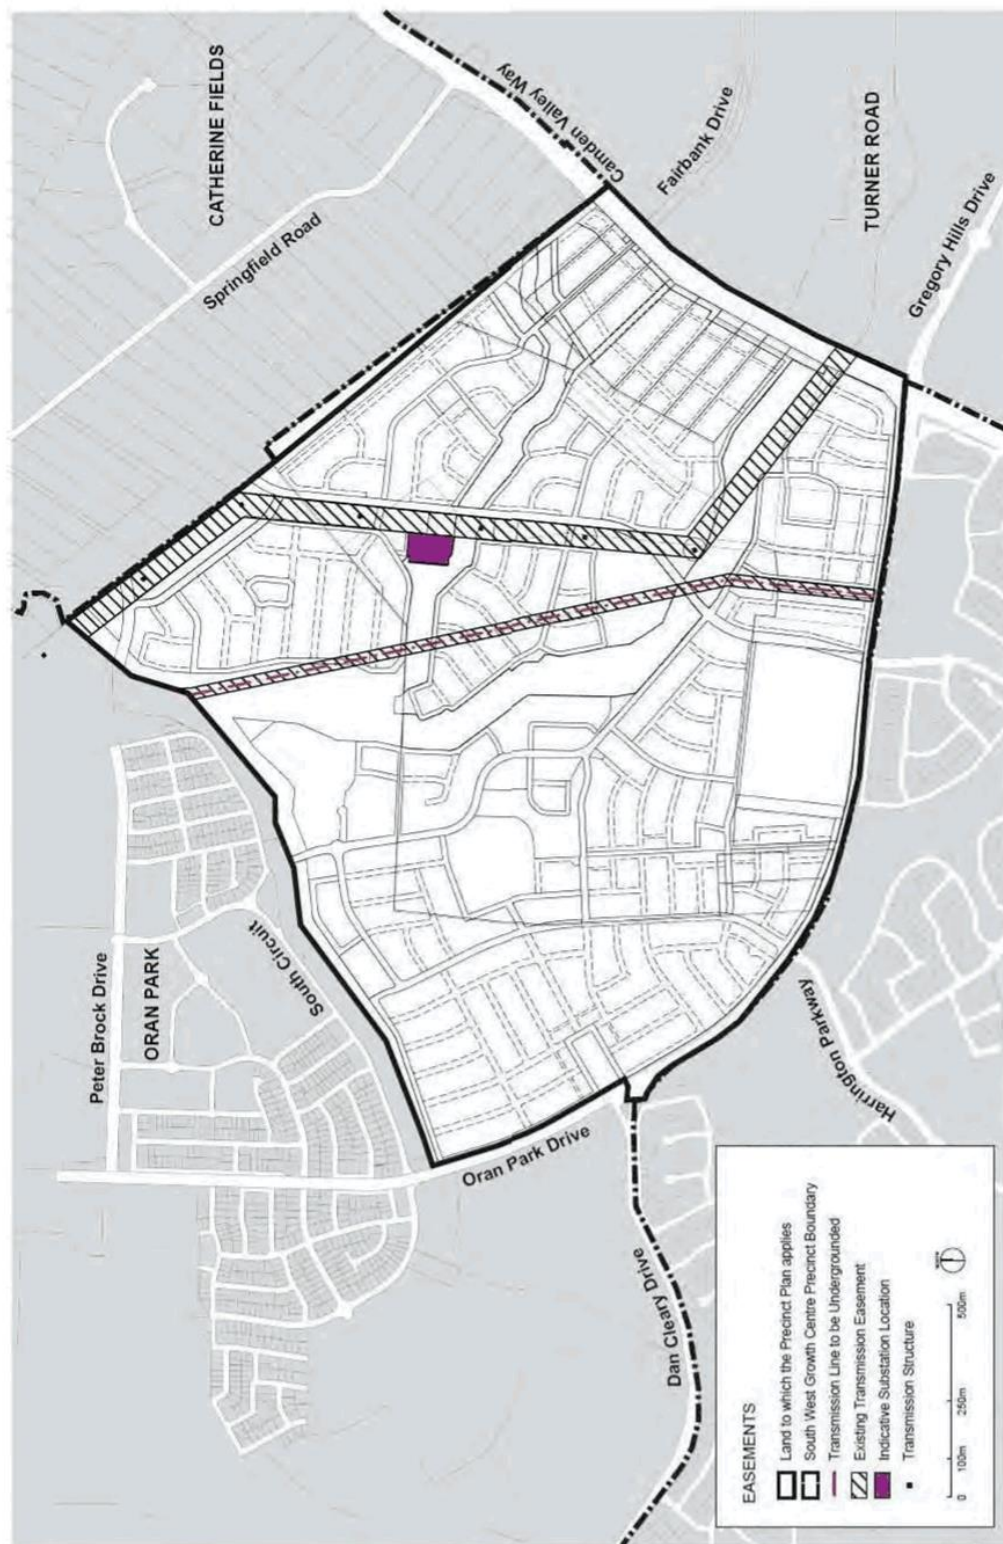 CATHERINE FIELDS
Springfield Road
Camden Valley Way
Fairbank Drive
TURNER ROAD
Gregory Hills Drive
Peter Brock Drive
ORAN PARK
South Circuit
Oran Park Drive
Harrington Parkway
Dan Cleary Drive
EASEMENTS
Land to which the Precinct Plan applies
South West Growth Centre Precinct Boundary
Transmission Line to be Undergrounded
Existing Transmission Easement
Indicative Substation Location
Transmission Structure
0 100m 250m 500m